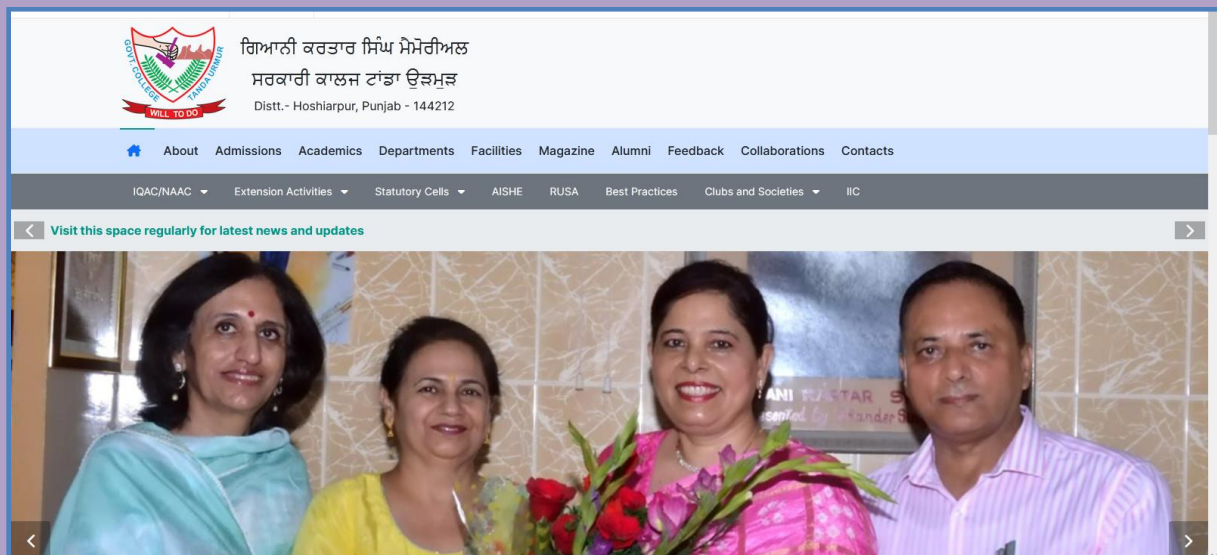 GOVT. COLLEGE TANDA URMUR
WILL TO DO
ਗਿਆਨੀ ਕਰਤਾਰ ਸਿੰਘ ਮੈਮੋਰੀਅਲ
ਸਰਕਾਰੀ ਕਾਲਜ ਟਾਂਡਾ ਉੜਮੁੜ
Distt.- Hoshiarpur, Punjab - 144212
About Admissions Academics Departments Facilities Magazine Alumni Feedback Collaborations Contacts
IQAC/NAAC Extension Activities Statutory Cells AISHE RUSA Best Practices Clubs and Societies IIC
Visit this space regularly for latest news and updates
ANI KARTAR S